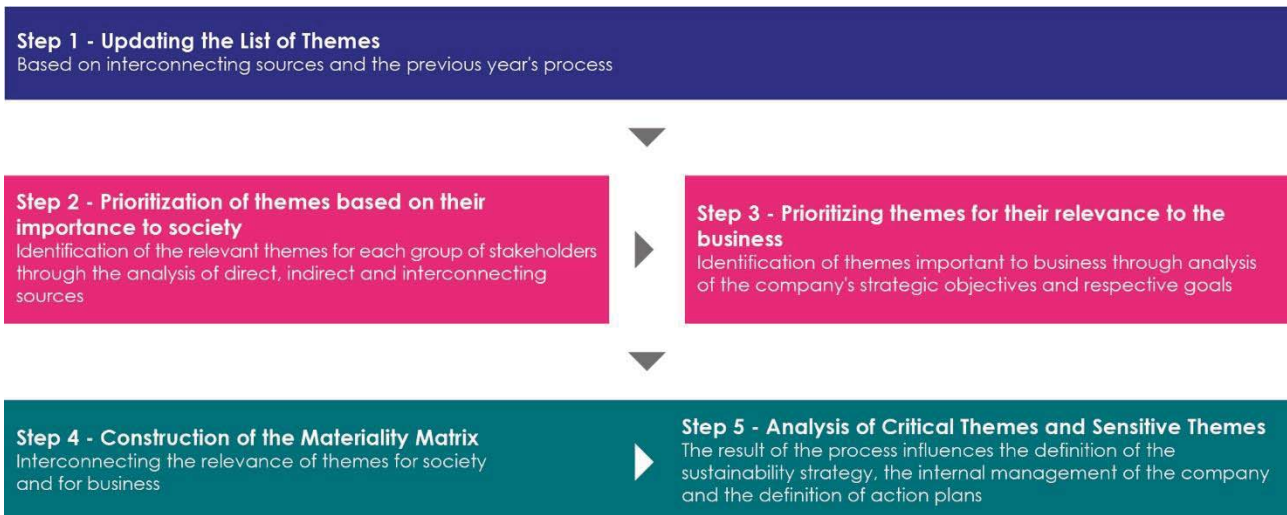 Step 1 - Updating the List of Themes
Based on interconnecting sources and the previous year's process
Step 2 - Prioritization of themes based on their
importance to society
Identification of the relevant themes for each group of stakeholders
through the analysis of direct, indirect and interconnecting
sources
Step 3 - Prioritizing themes for their relevance to the
business
Identification of themes important to business through analysis
of the company's strategic objectives and respective goals
Step 4 - Construction of the Materiality Matrix
Interconnecting the relevance of themes for society
and for business
Step 5 - Analysis of Critical Themes and Sensitive Themes
The result of the process influences the definition of the
sustainability strategy, the internal management of the company
and the definition of action plans